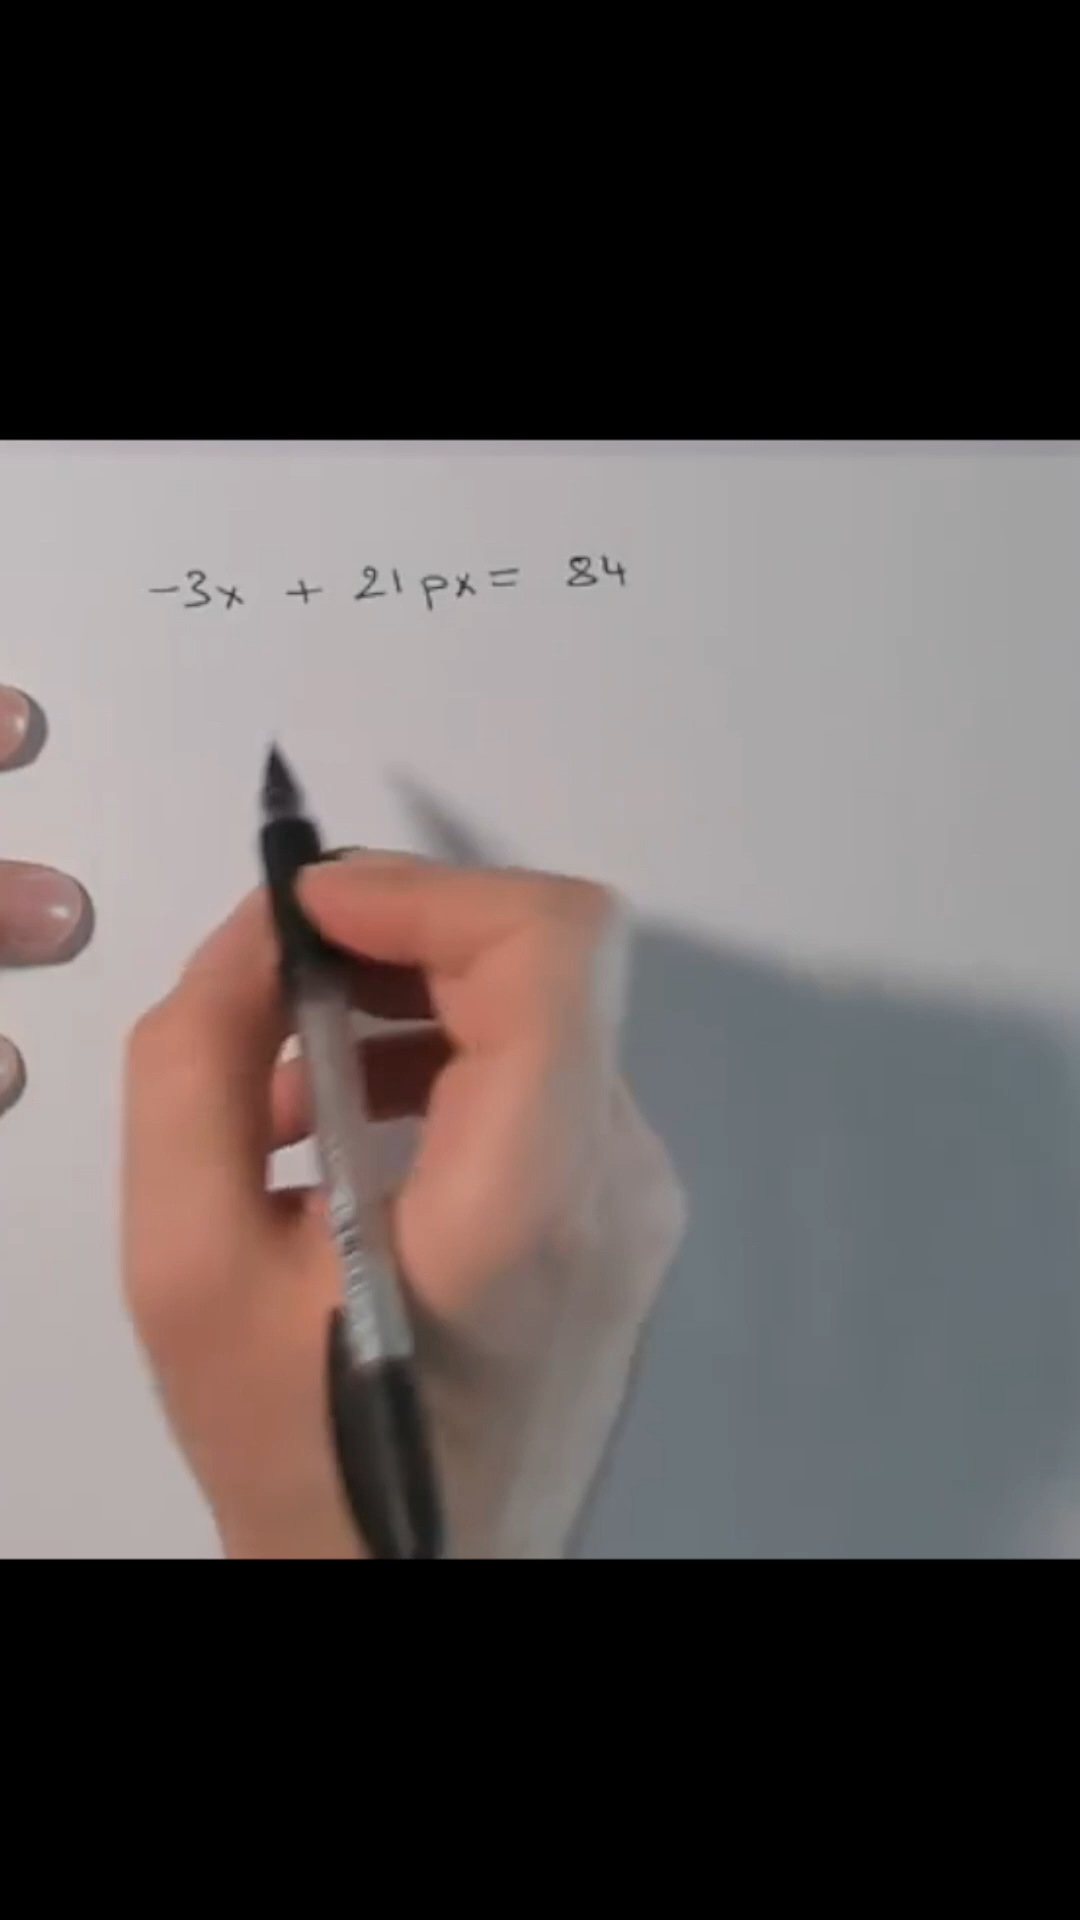 -3x + 21px = 84